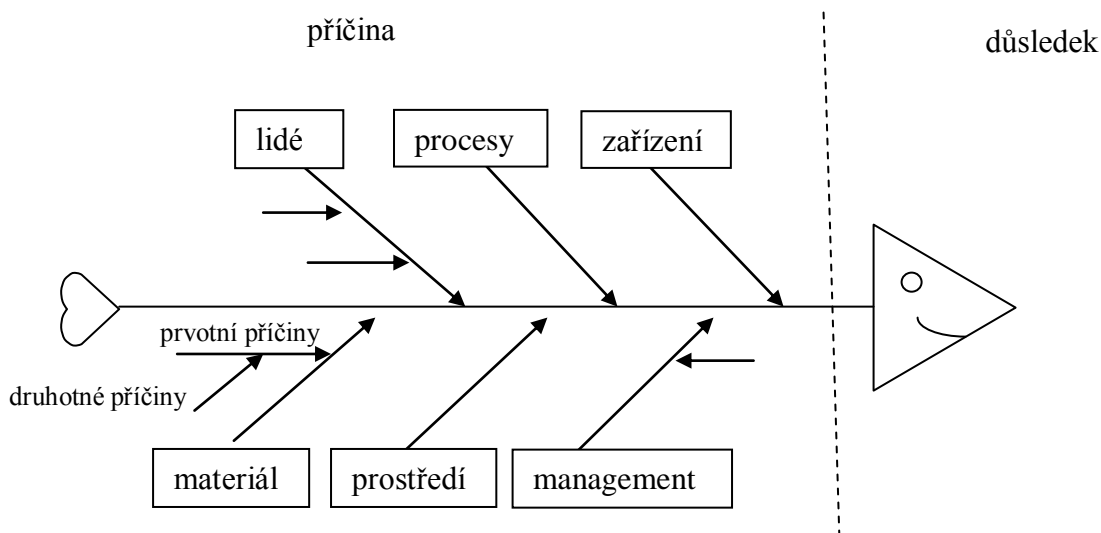 příčina
důsledek
lidé
procesy
zařízení
prvotní příčiny
druhotné příčiny
materiál
prostředí
management